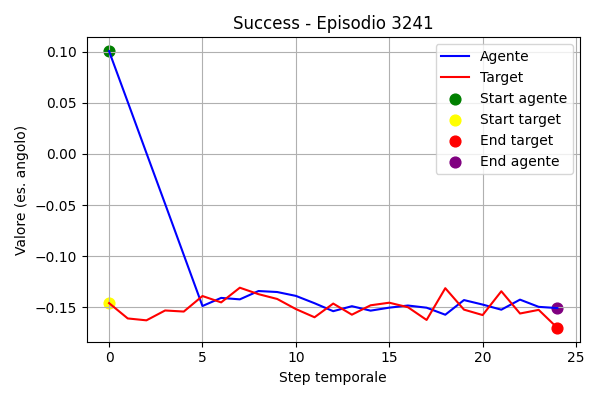 Success - Episodio 3241
Valore (es. angolo)
0.10
0.05
0.00
−0.05
−0.10
−0.15
0
5
10
15
20
25
Step temporale
Agente
Target
Start agente
Start target
End target
End agente